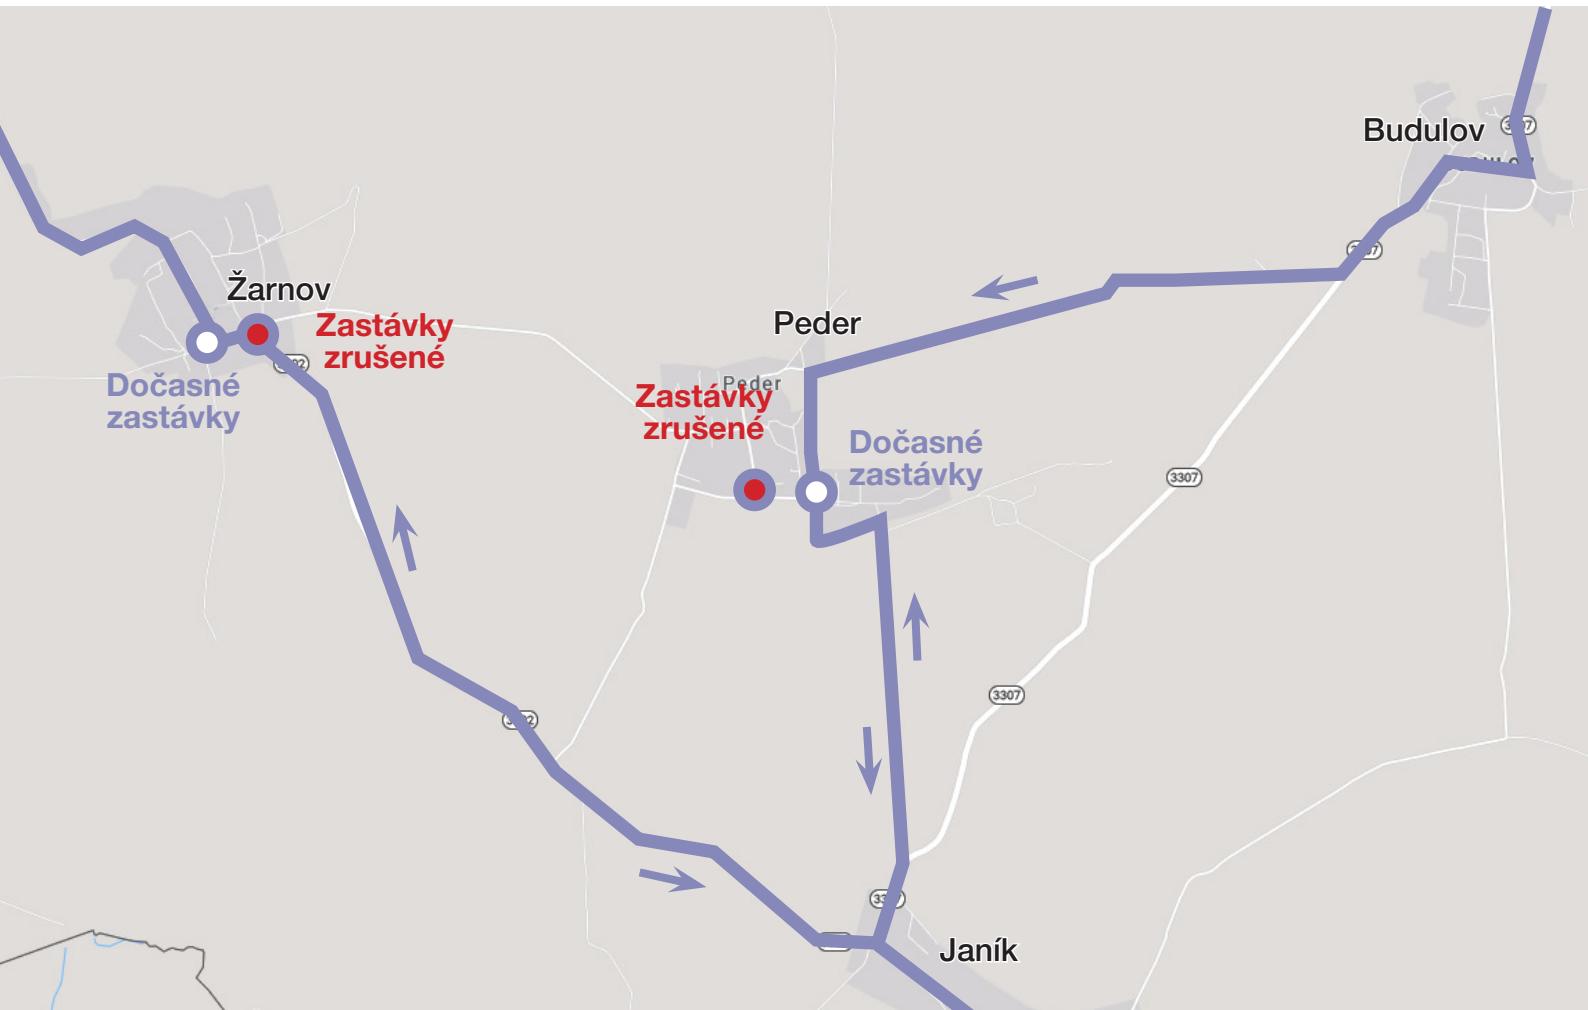 Budulov
Žarnov
Zastávky
zrušené
Dočasné
zastávky
Peder
Peder
Zastávky
zrušené
Dočasné
zastávky
3307
3307
Janík